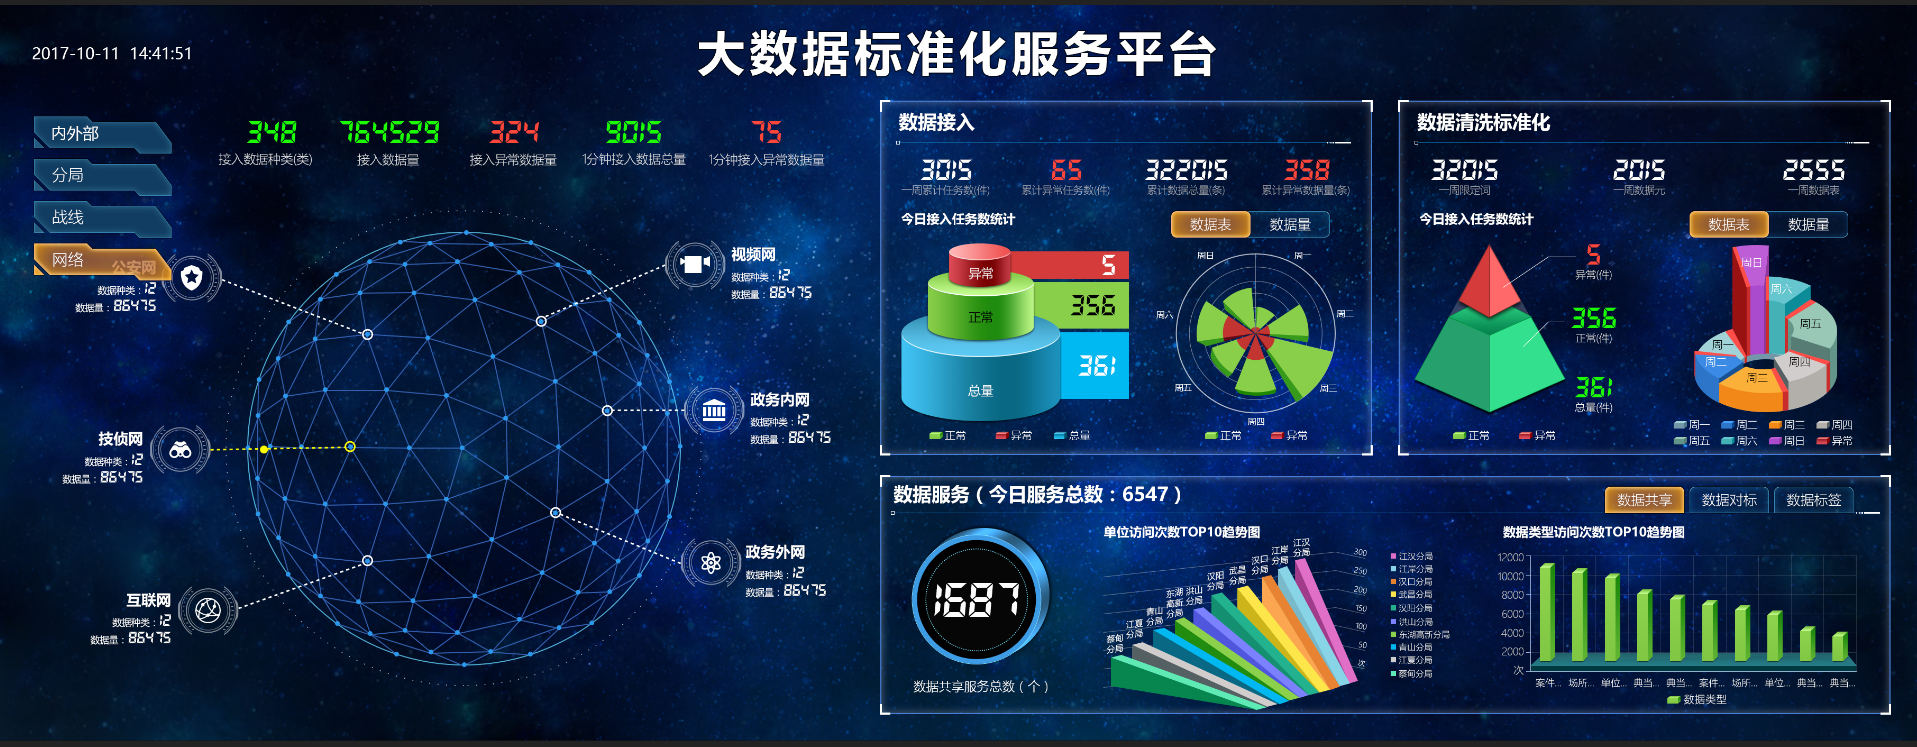 大数据标准化服务平台
2017-10-11 14:41:51
内外部
分局
战线
网络
348
接入数据种类(类)
764529
接入数据量
324
接入异常数据量
9015
1分钟接入数据总量
75
1分钟接入异常数据量
公安网
数据种类：12
数据量：86475
视频网
数据种类：12
数据量：86475
政务内网
数据种类：12
数据量：86475
技侦网
数据种类：12
数据量：86475
政务外网
数据种类：12
数据量：86475
互联网
数据种类：12
数据量：86475
数据接入
3015
一周累计任务数(件)
65
累计异常任务数(件)
322015
累计数据总量(条)
358
累计异常数据量(条)
今日接入任务数统计
数据表
数据量
异常
5
正常
356
总量
361
正常
异常
总量
周日
周一
周二
周三
周四
周五
周六
正常
异常
数据清洗标准化
32015
一周限定词
2015
一周数据元
2555
一周数据表
今日接入任务数统计
数据表
数据量
5
异常(件)
356
正常(件)
361
总量(件)
正常
异常
周日
周六
周五
周四
周三
周二
周一
周一
周二
周三
周四
周五
周六
周日
异常
数据服务（今日服务总数：6547）
数据共享
数据对标
数据标签
1687
数据共享服务总数（个）
单位访问次数TOP10趋势图
蔡甸分局
江夏分局
青山分局
东湖高新分局
洪山分局
汉阳分局
武昌分局
汉口分局
江岸分局
江汉分局
300
250
200
150
100
50
次
江汉分局
江岸分局
汉口分局
武昌分局
汉阳分局
洪山分局
东湖高新分局
青山分局
江夏分局
蔡甸分局
数据类型访问次数TOP10趋势图
12000
10000
8000
6000
4000
2000
次
案件...
场所...
单位...
典当...
典当...
案件...
场所...
单位...
典当...
典当...
数据类型